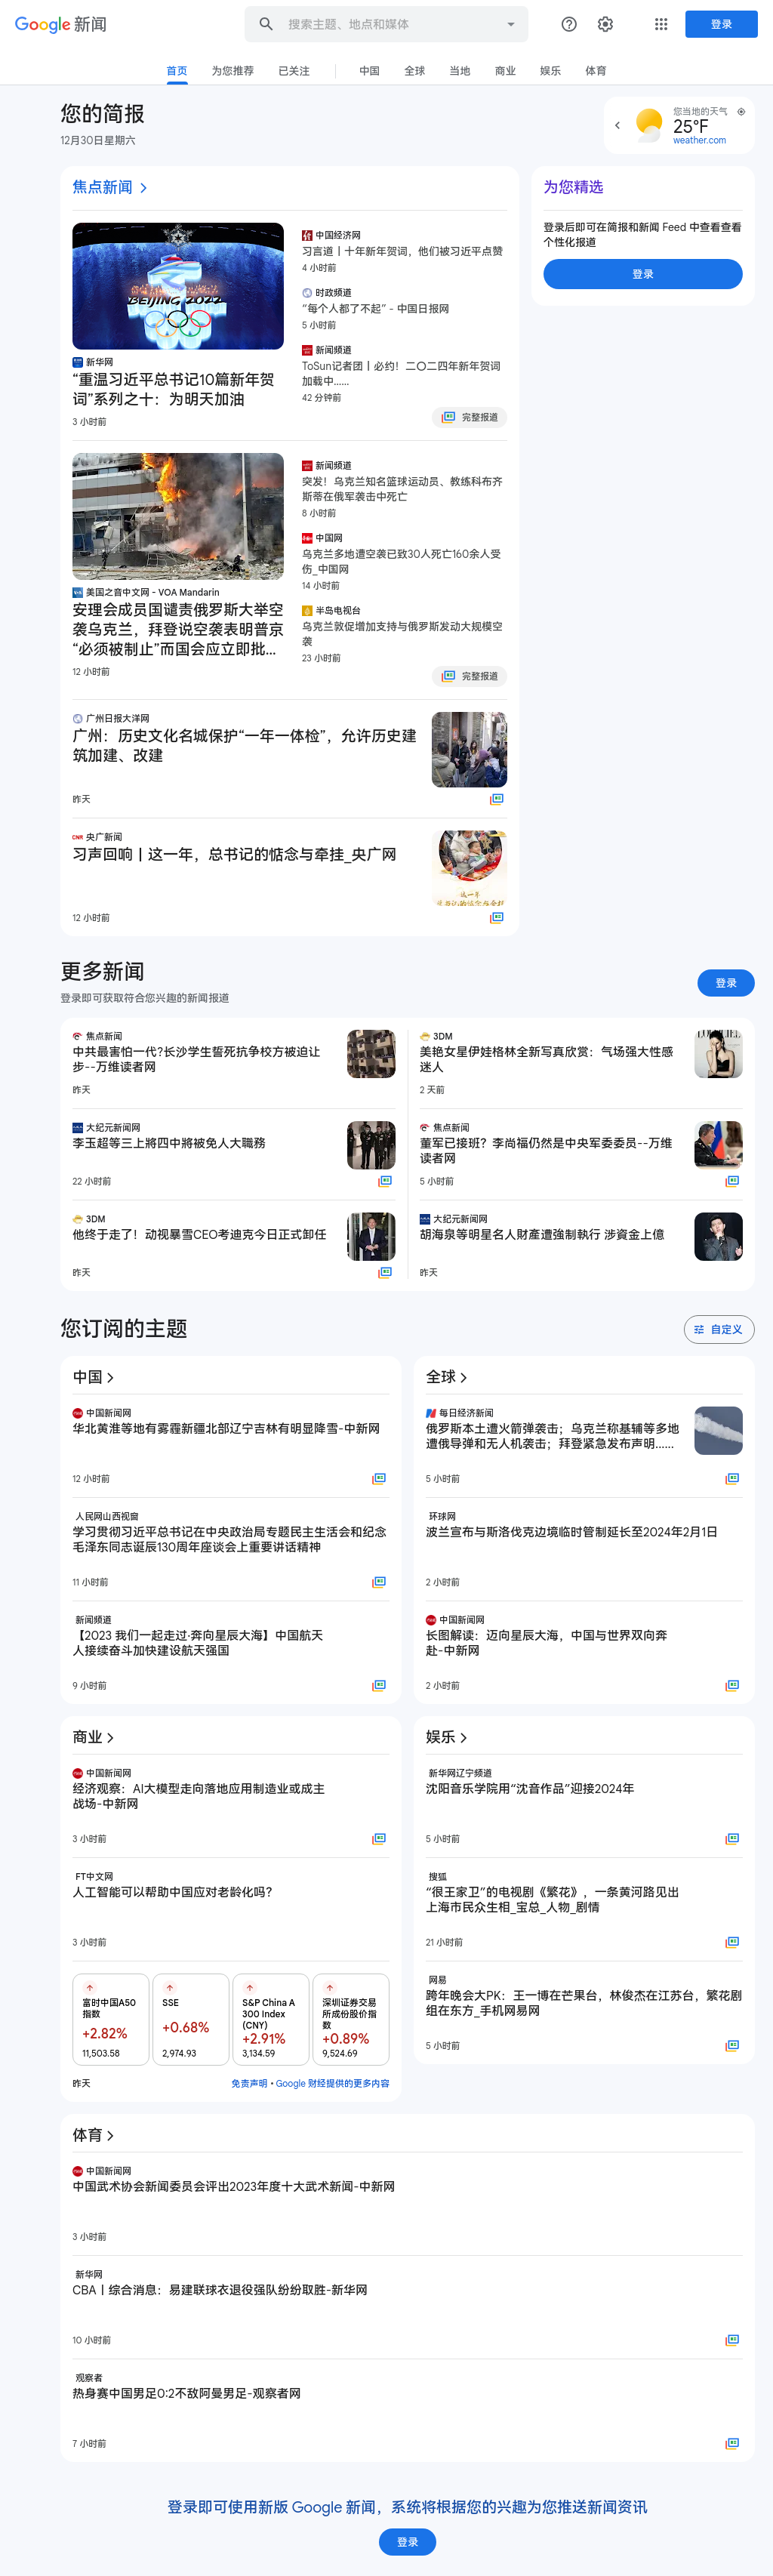 Google 新闻
搜索主题、地点和媒体
登录
首页
为您推荐
已关注
中国
全球
当地
商业
娱乐
体育
您的简报
12月30日星期六
您当地的天气
25°F
weather.com
焦点新闻
BEIJING 2022
新华网
“重温习近平总书记10篇新年贺
词”系列之十：为明天加油
3 小时前
中国经济网
习言道丨十年新年贺词，他们被习近平点赞
4 小时前
时政频道
“每个人都了不起” - 中国日报网
5 小时前
新闻频道
ToSun记者团丨必约！二〇二四年新年贺词
加载中……
42 分钟前
完整报道
美国之音中文网 - VOA Mandarin
安理会成员国谴责俄罗斯大举空
袭乌克兰，拜登说空袭表明普京
“必须被制止”而国会应立即批...
12 小时前
新闻频道
突发！乌克兰知名篮球运动员、教练科布齐
斯蒂在俄军袭击中死亡
8 小时前
中国网
乌克兰多地遭空袭已致30人死亡160余人受
伤_中国网
14 小时前
半岛电视台
乌克兰敦促增加支持与俄罗斯发动大规模空
袭
23 小时前
完整报道
广州日报大洋网
广州：历史文化名城保护“一年一体检”，允许历史建
筑加建、改建
昨天
央广新闻
习声回响丨这一年，总书记的惦念与牵挂_央广网
12 小时前
为您精选
登录后即可在简报和新闻 Feed 中查看查看
个性化报道
登录
更多新闻
登录即可获取符合您兴趣的新闻报道
登录
焦点新闻
中共最害怕一代?长沙学生誓死抗争校方被迫让
步--万维读者网
昨天
3DM
美艳女星伊娃格林全新写真欣赏：气场强大性感
迷人
2 天前
大纪元新闻网
李玉超等三上將四中將被免人大職務
22 小时前
焦点新闻
董军已接班？李尚福仍然是中央军委委员--万维
读者网
5 小时前
3DM
他终于走了！动视暴雪CEO考迪克今日正式卸任
昨天
大纪元新闻网
胡海泉等明星名人財產遭強制執行 涉資金上億
昨天
您订阅的主题
自定义
中国
中国新闻网
华北黄淮等地有雾霾新疆北部辽宁吉林有明显降雪-中新网
12 小时前
人民网山西视窗
学习贯彻习近平总书记在中央政治局专题民主生活会和纪念
毛泽东同志诞辰130周年座谈会上重要讲话精神
11 小时前
新闻频道
【2023 我们一起走过·奔向星辰大海】中国航天
人接续奋斗加快建设航天强国
9 小时前
全球
每日经济新闻
俄罗斯本土遭火箭弹袭击；乌克兰称基辅等多地
遭俄导弹和无人机袭击；拜登紧急发布声明……
5 小时前
环球网
波兰宣布与斯洛伐克边境临时管制延长至2024年2月1日
2 小时前
中国新闻网
长图解读：迈向星辰大海，中国与世界双向奔
赴-中新网
2 小时前
商业
中国新闻网
经济观察：AI大模型走向落地应用制造业或成主
战场-中新网
3 小时前
FT中文网
人工智能可以帮助中国应对老龄化吗？
3 小时前
富时中国A50
指数
+2.82%
11,503.58
SSE
+0.68%
2,974.93
S&P China A
300 Index
(CNY)
+2.91%
3,134.59
深圳证券交易
所成份股价指
数
+0.89%
9,524.69
昨天
免责声明 • Google 财经提供的更多内容
娱乐
新华网辽宁频道
沈阳音乐学院用“沈音作品”迎接2024年
5 小时前
搜狐
“很王家卫”的电视剧《繁花》，一条黄河路见出
上海市民众生相_宝总_人物_剧情
21 小时前
网易
跨年晚会大PK：王一博在芒果台，林俊杰在江苏台，繁花剧
组在东方_手机网易网
5 小时前
体育
中国新闻网
中国武术协会新闻委员会评出2023年度十大武术新闻-中新网
3 小时前
新华网
CBA丨综合消息：易建联球衣退役强队纷纷取胜-新华网
10 小时前
观察者
热身赛中国男足0:2不敌阿曼男足-观察者网
7 小时前
登录即可使用新版 Google 新闻，系统将根据您的兴趣为您推送新闻资讯
登录